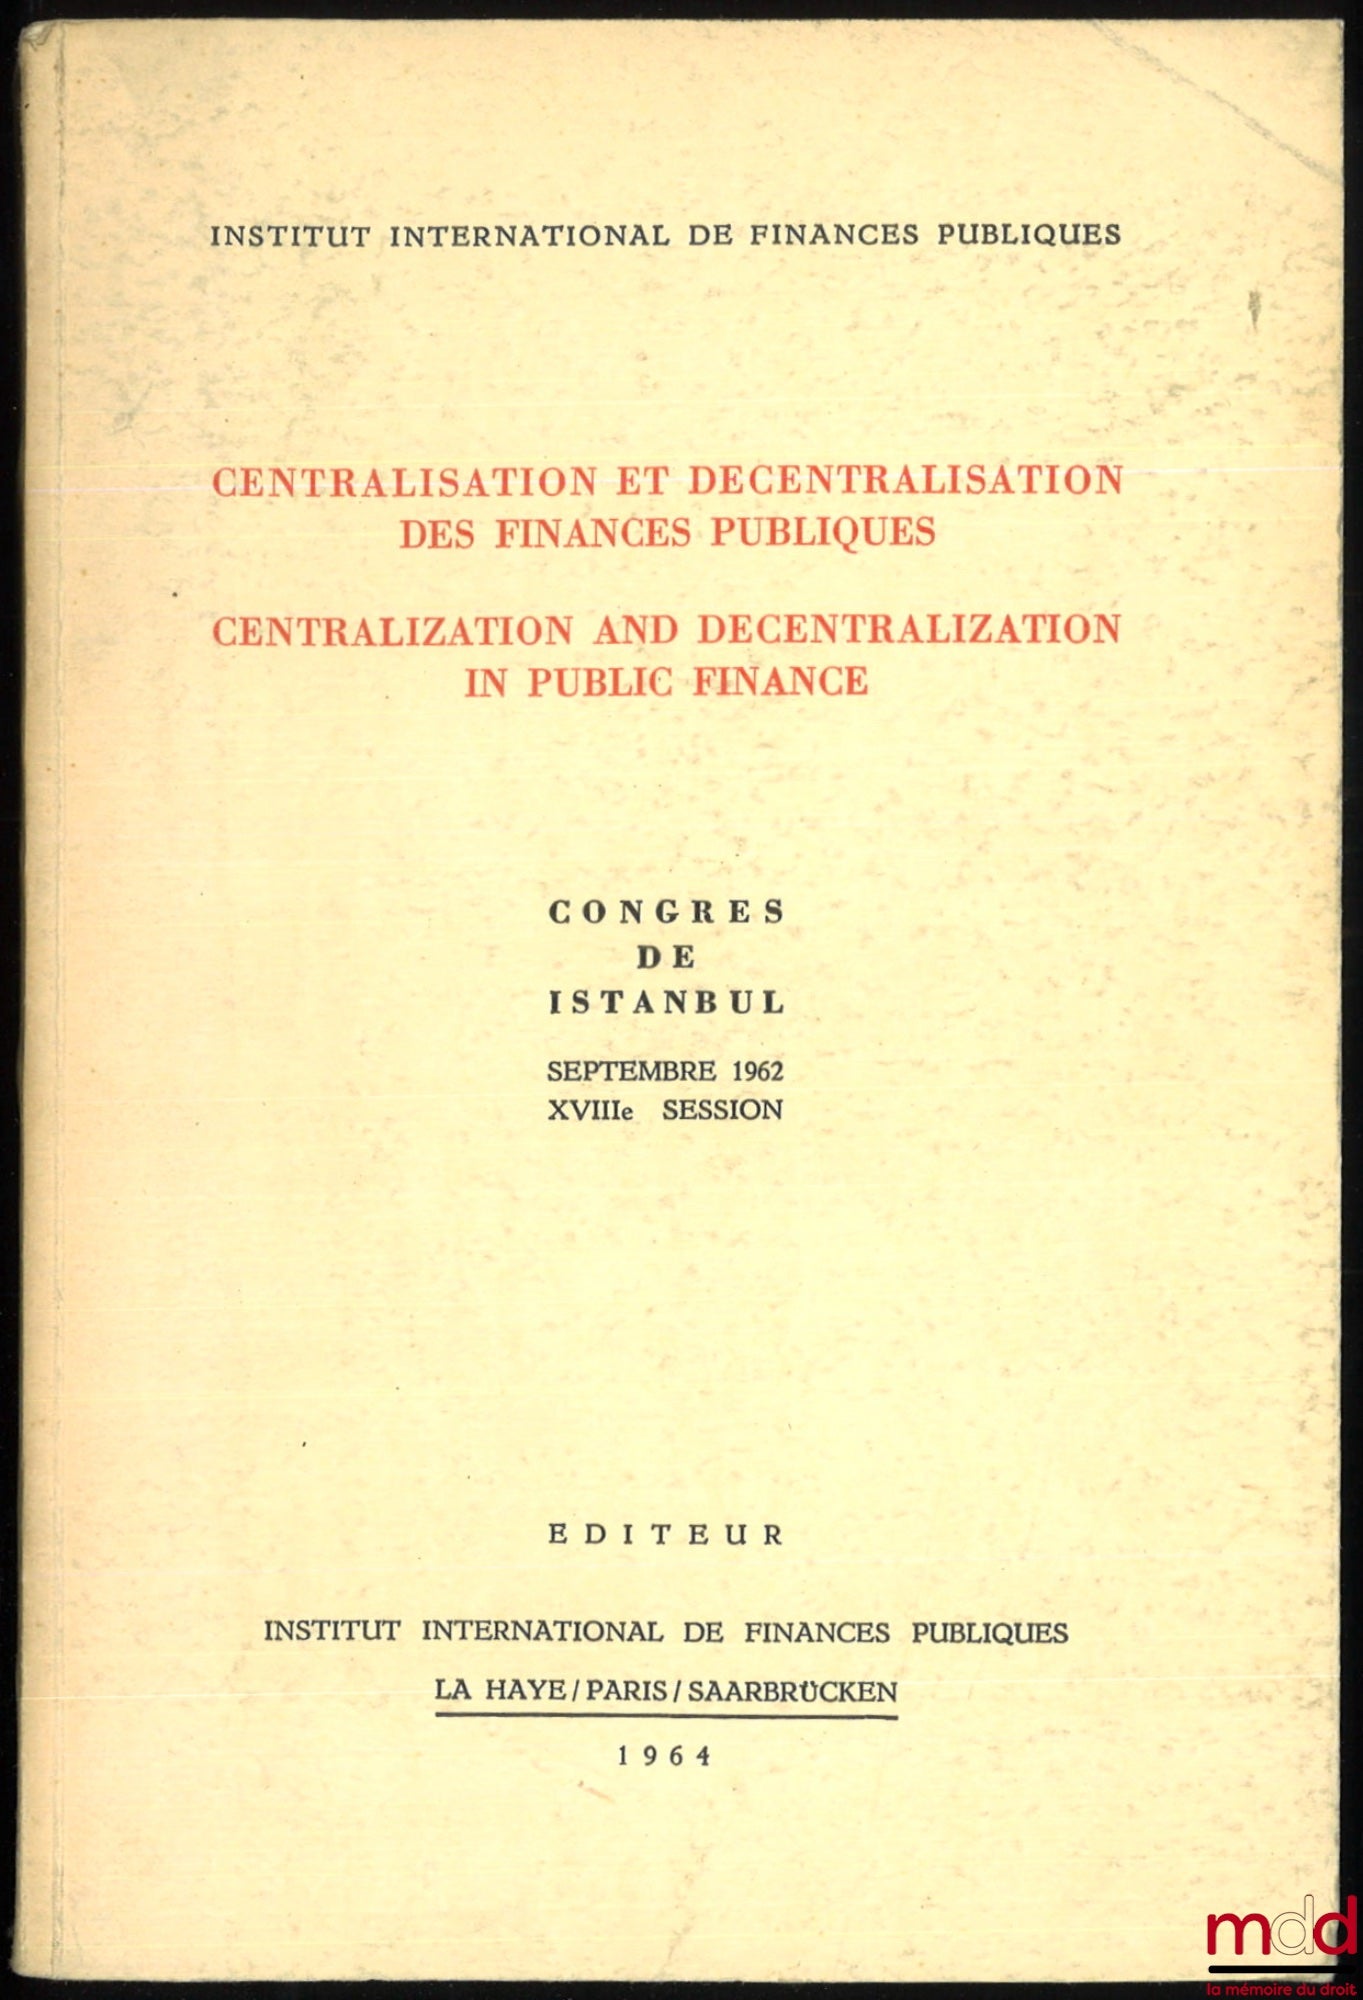 INSTITUT INTERNATIONAL DE FINANCES PUBLIQUES
CENTRALISATION ET DECENTRALISATION
DES FINANCES PUBLIQUES
CENTRALIZATION AND DECENTRALIZATION
IN PUBLIC FINANCE
CONGRES
DE
ISTANBUL
SEPTEMBRE 1962
XVIIIe SESSION
EDITEUR
INSTITUT INTERNATIONAL DE FINANCES PUBLIQUES
LA HAYE/PARIS/SAARBRÜCKEN
1964
mdd
la mémoire du droit